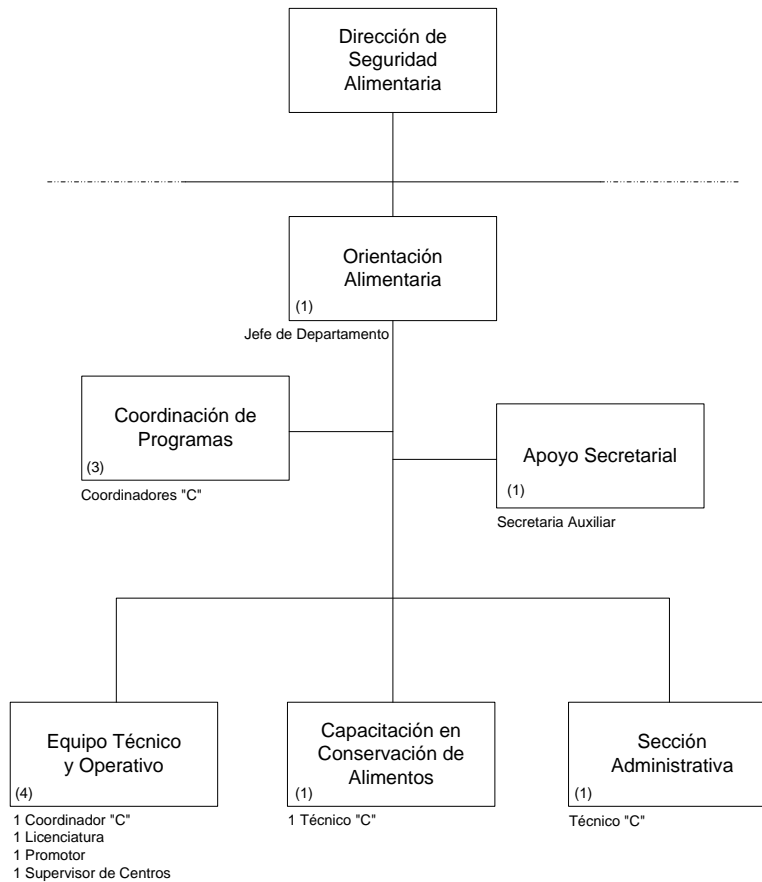 Dirección de
Seguridad
Alimentaria
Orientación
Alimentaria
(1)
Jefe de Departamento
Coordinación de
Programas
(3)
Coordinadores "C"
Apoyo Secretarial
(1)
Secretaria Auxiliar
Equipo Técnico
y Operativo
(4)
1 Coordinador "C"
1 Licenciatura
1 Promotor
1 Supervisor de Centros
Capacitación en
Conservación de
Alimentos
(1)
1 Técnico "C"
Sección
Administrativa
(1)
Técnico "C"